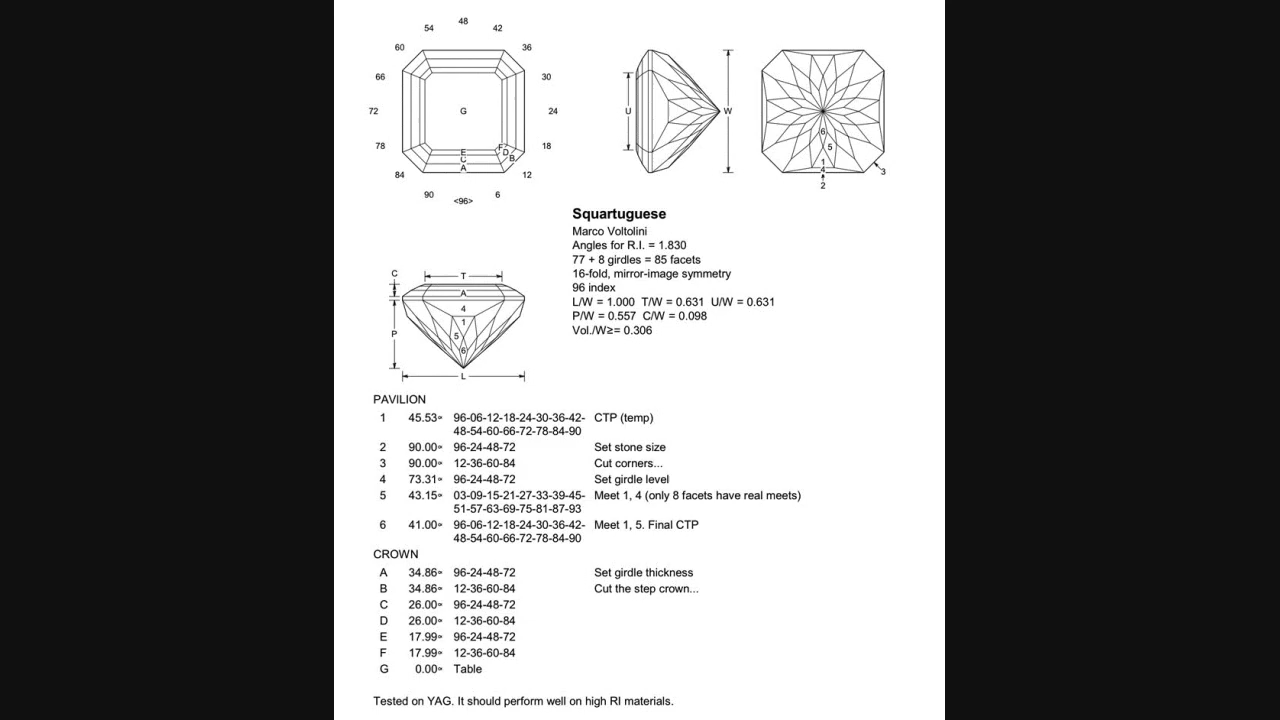 48
54 42
60 36
66 30
72 G 24 U W
78 18
E F
C D
A B
84 12
90 6
<96>
6
5
1
4 3
2
Squartuguese
Marco Voltolini
Angles for R.I. = 1.830
77 + 8 girdles = 85 facets
16-fold, mirror-image symmetry
96 index
L/W = 1.000 T/W = 0.631 U/W = 0.631
P/W = 0.557 C/W = 0.098
Vol./W≥= 0.306
C T
A
4
1
P 5
6
L
PAVILION
1 45.53∝ 96-06-12-18-24-30-36-42- CTP (temp)
48-54-60-66-72-78-84-90
2 90.00∝ 96-24-48-72 Set stone size
3 90.00∝ 12-36-60-84 Cut corners...
4 73.31∝ 96-24-48-72 Set girdle level
5 43.15∝ 03-09-15-21-27-33-39-45- Meet 1, 4 (only 8 facets have real meets)
51-57-63-69-75-81-87-93
6 41.00∝ 96-06-12-18-24-30-36-42- Meet 1, 5. Final CTP
48-54-60-66-72-78-84-90
CROWN
A 34.86∝ 96-24-48-72 Set girdle thickness
B 34.86∝ 12-36-60-84 Cut the step crown...
C 26.00∝ 96-24-48-72
D 26.00∝ 12-36-60-84
E 17.99∝ 96-24-48-72
F 17.99∝ 12-36-60-84
G 0.00∝ Table
Tested on YAG. It should perform well on high RI materials.